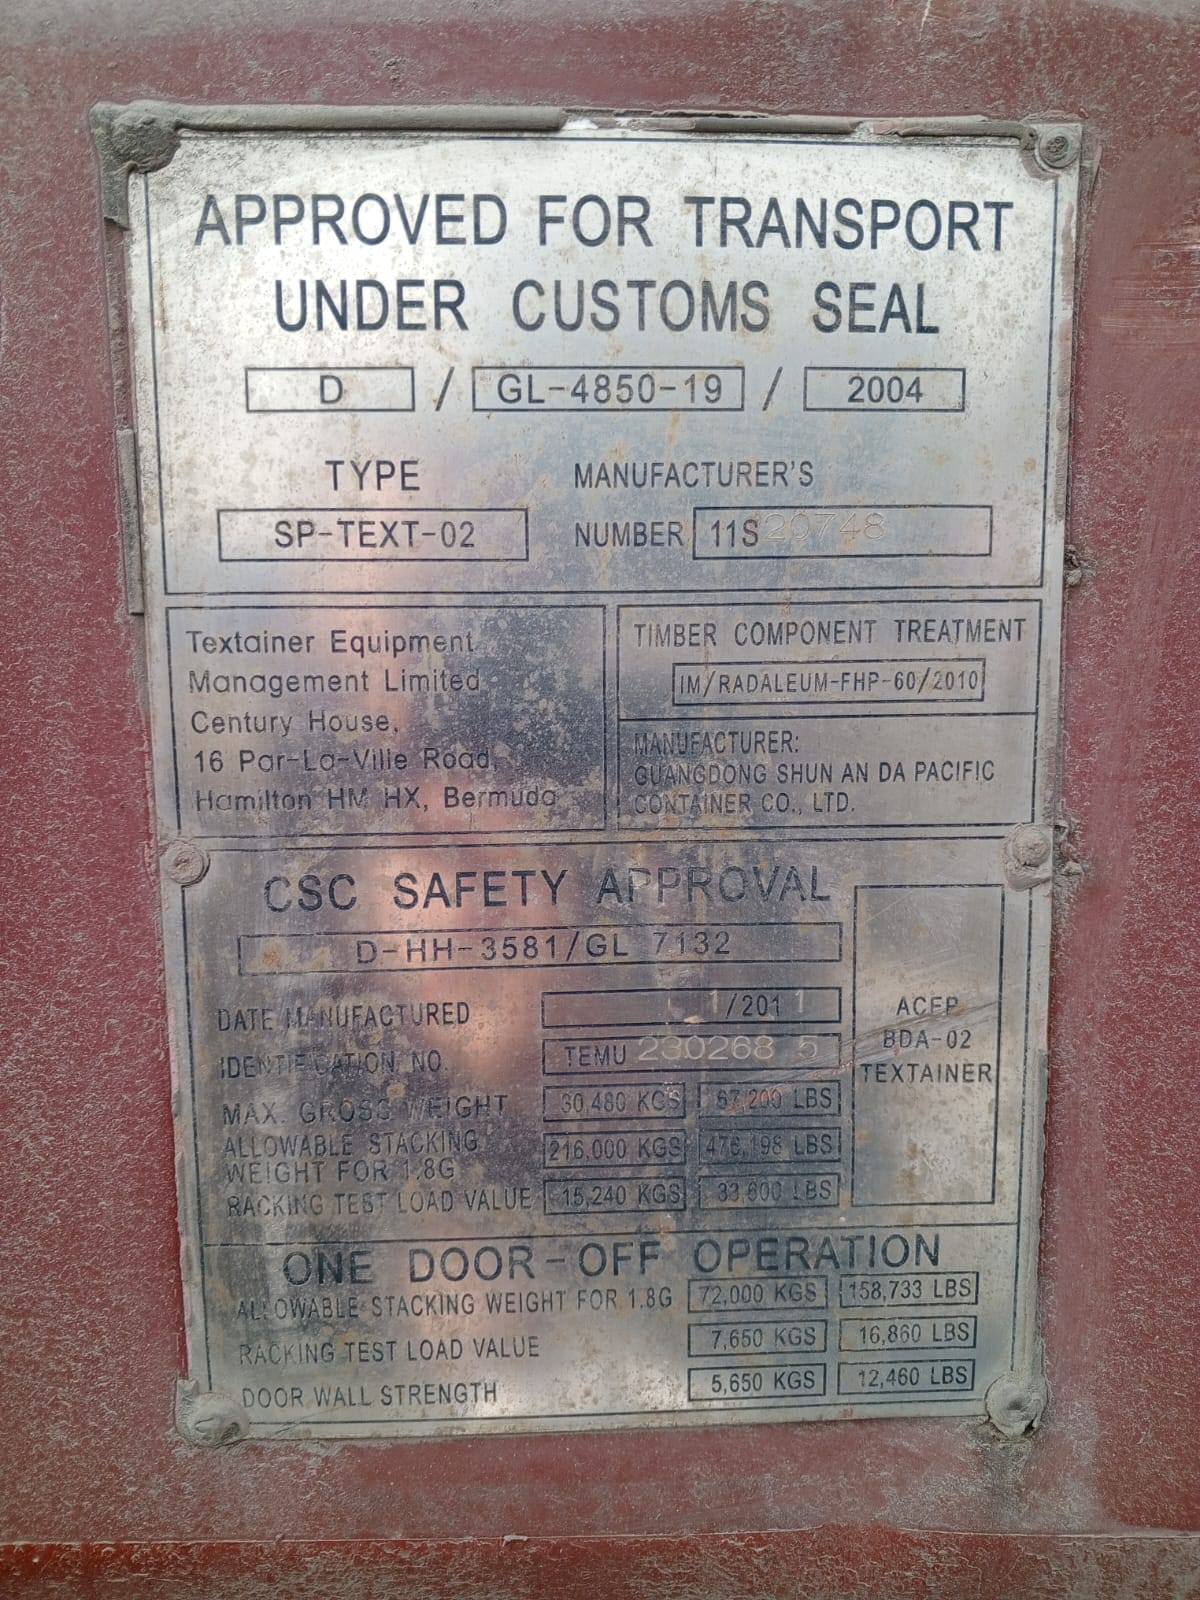 APPROVED FOR TRANSPORT
UNDER CUSTOMS SEAL
D / GL-4850-19 / 2004
TYPE MANUFACTURER'S
SP-TEXT-02 NUMBER 11S20748
Textainer Equipment
Management Limited
Century House,
16 Par-La-Ville Road,
Hamilton HM HX, Bermuda
TIMBER COMPONENT TREATMENT
IM/RADALEUM-FHP-60/2010
MANUFACTURER:
GUANGDONG SHUN AN DA PACIFIC
CONTAINER CO., LTD.
CSC SAFETY APPROVAL
D-HH-3581/GL 7132
DATE MANUFACTURED 11/2011
IDENTIFICATION NO. TEMU 230268 5
MAX. GROSS WEIGHT 30,480 KGS 67,200 LBS
ALLOWABLE STACKING
WEIGHT FOR 1.8G 216,000 KGS 476,198 LBS
RACKING TEST LOAD VALUE 15,240 KGS 33,600 LBS
ACEP
BDA-02
TEXTAINER
ONE DOOR-OFF OPERATION
ALLOWABLE STACKING WEIGHT FOR 1.8G 72,000 KGS 158,733 LBS
RACKING TEST LOAD VALUE 7,650 KGS 16,860 LBS
DOOR WALL STRENGTH 5,650 KGS 12,460 LBS